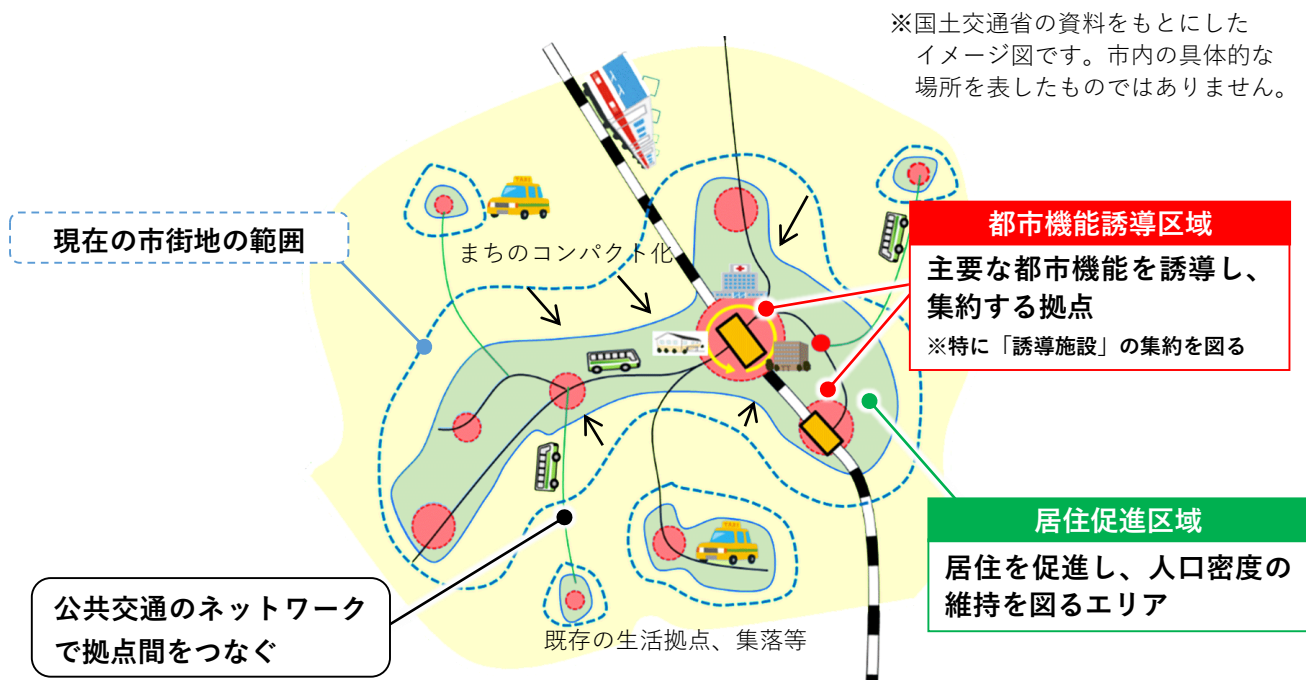 ※国土交通省の資料をもとにした
イメージ図です。市内の具体的な
場所を表したものではありません。
現在の市街地の範囲
まちのコンパクト化
都市機能誘導区域
主要な都市機能を誘導し、
集約する拠点
※特に「誘導施設」の集約を図る
居住促進区域
居住を促進し、人口密度の
維持を図るエリア
公共交通のネットワーク
で拠点間をつなぐ
既存の生活拠点、集落等
TAXI
TAXI